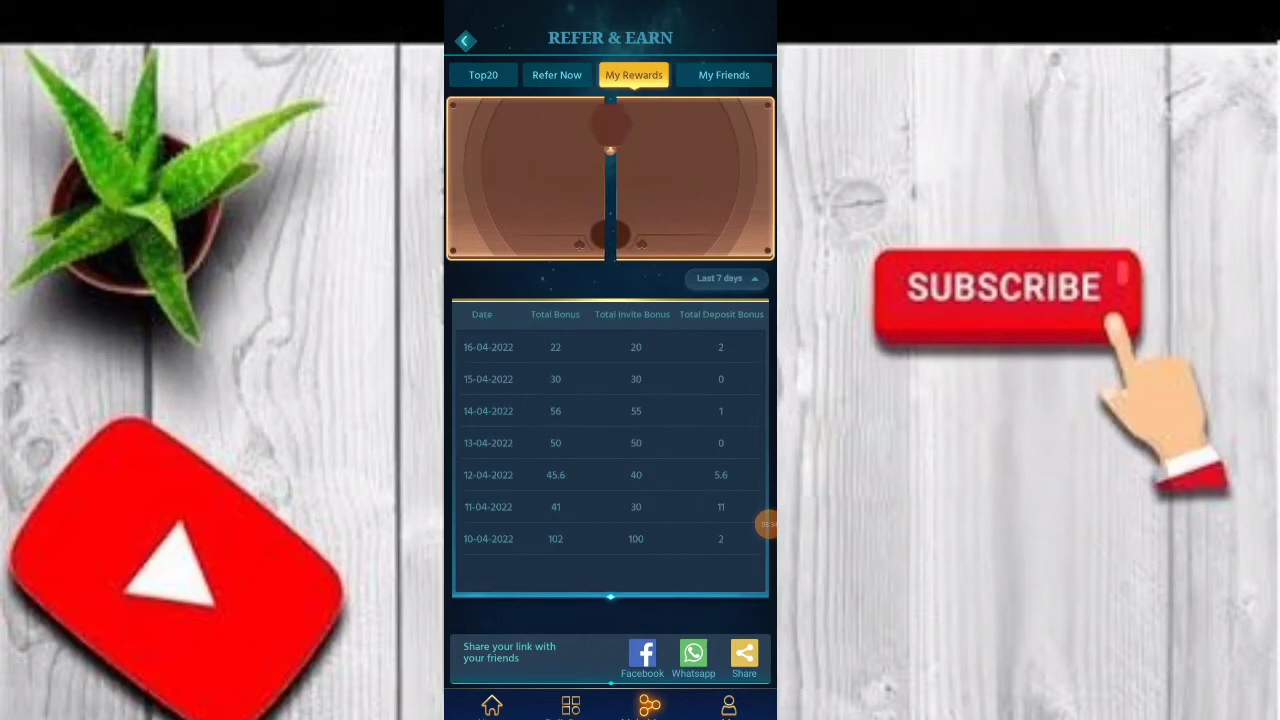 REFER & EARN
Top20 Refer Now My Rewards My Friends
Last 7 days
Date Total Bonus Total Invite Bonus Total Deposit Bonus
16-04-2022 22 20 2
15-04-2022 30 30 0
14-04-2022 56 55 1
13-04-2022 50 50 0
12-04-2022 45.6 40 5.6
11-04-2022 41 30 11
10-04-2022 102 100 2
Share your link with
your friends
Facebook Whatsapp Share
SUBSCRIBE